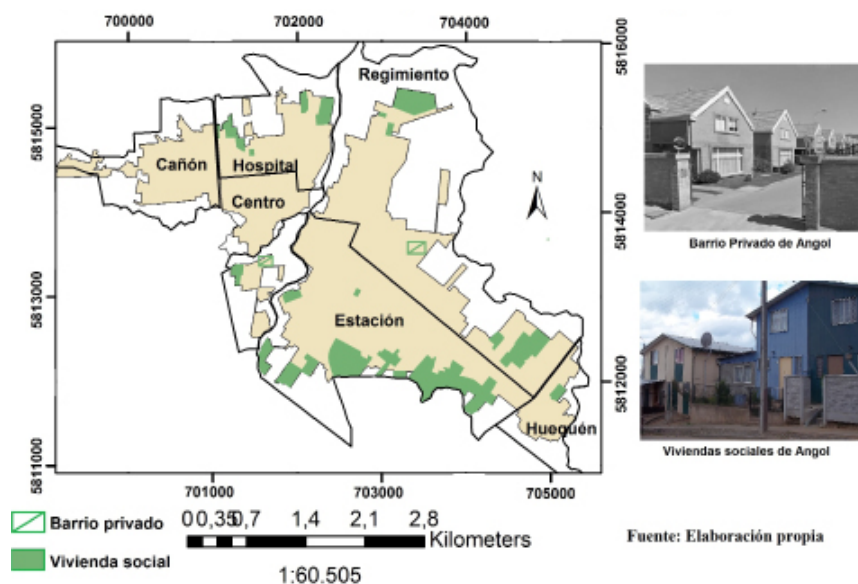 700000 702000 704000
5816000
5815000
5814000
5813000
5812000
5811000
701000 703000 705000
Regimiento
Cañón
Hospital
Centro
N
Estación
Huequén
Barrio Privado de Angol
Viviendas sociales de Angol
Barrio privado
Vivienda social
0 0,35 0,7 1,4 2,1 2,8
Kilometers
1:60.505
Fuente: Elaboración propia